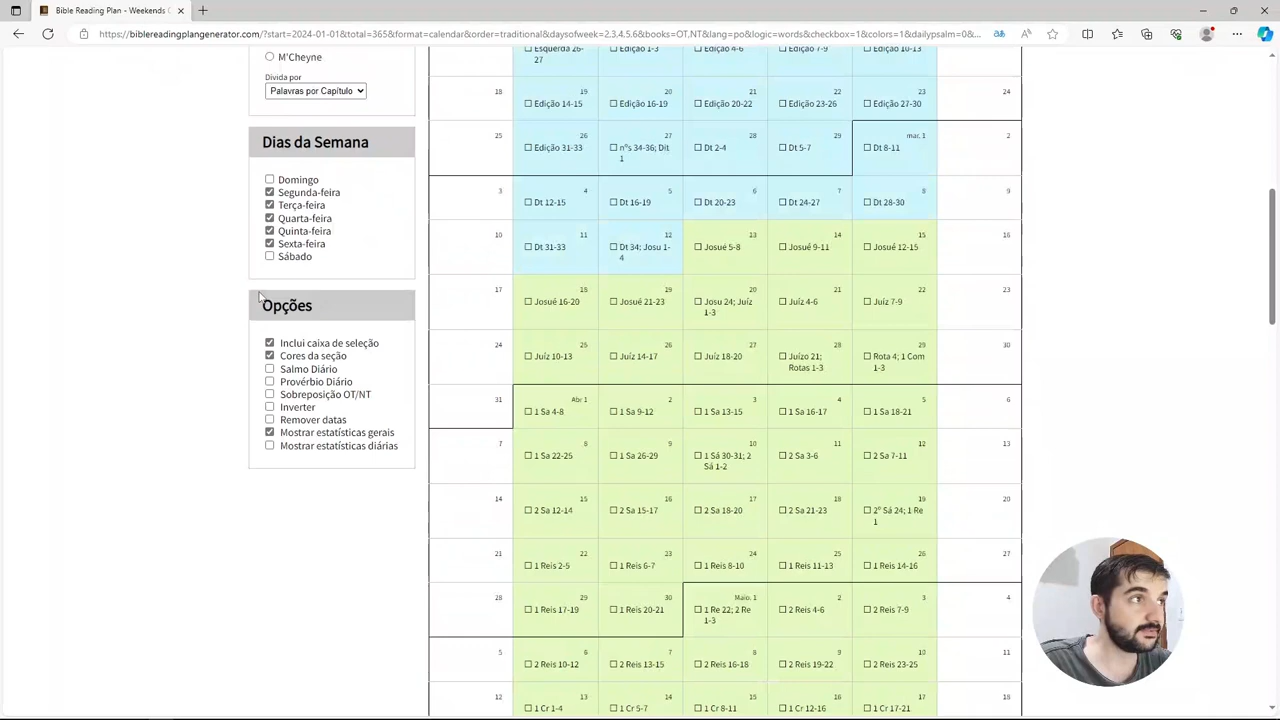 Bible Reading Plan - Weekends O
https://biblereadingplangenerator.com/?start=2024-01-01&total=365&format=calendar&order=traditional&daysofweek=2,3,4,5,6&books=OT,NT&lang=po&logic=words&checkbox=1&colors=1&dailypsalm=0&...
M'Cheyne
Divida por
Palavras por Capítulo
Dias da Semana
Domingo
Segunda-feira
Terça-feira
Quarta-feira
Quinta-feira
Sexta-feira
Sábado
Opções
Inclui caixa de seleção
Cores da seção
Salmo Diário
Provérbio Diário
Sobreposição OT/NT
Inverter
Remover datas
Mostrar estatísticas gerais
Mostrar estatísticas diárias
Esquerda 26-27 Edição 1-3 Edição 4-6 Edição 7-9 Edição 10-13
18 19 20 21 22 23 24
Edição 14-15 Edição 16-19 Edição 20-22 Edição 23-26 Edição 27-30
25 26 27 28 29 mar. 1 2
Edição 31-33 nºs 34-36; Dit 1 Dt 2-4 Dt 5-7 Dt 8-11
3 4 5 6 7 8 9
Dt 12-15 Dt 16-19 Dt 20-23 Dt 24-27 Dt 28-30
10 11 12 13 14 15 16
Dt 31-33 Dt 34; Josu 1-4 Josué 5-8 Josué 9-11 Josué 12-15
17 18 19 20 21 22 23
Josué 16-20 Josué 21-23 Josu 24; Juíz 1-3 Juíz 4-6 Juíz 7-9
24 25 26 27 28 29 30
Juíz 10-13 Juíz 14-17 Juíz 18-20 Juízo 21; Rotas 1-3 Rota 4; 1 Com 1-3
31 Abr. 1 2 3 4 5 6
1 Sa 4-8 1 Sa 9-12 1 Sa 13-15 1 Sa 16-17 1 Sa 18-21
7 8 9 10 11 12 13
1 Sa 22-25 1 Sa 26-29 1 Sá 30-31; 2 Sá 1-2 2 Sa 3-6 2 Sa 7-11
14 15 16 17 18 19 20
2 Sa 12-14 2 Sa 15-17 2 Sa 18-20 2 Sa 21-23 2º Sá 24; 1 Re 1
21 22 23 24 25 26 27
1 Reis 2-5 1 Reis 6-7 1 Reis 8-10 1 Reis 11-13 1 Reis 14-16
28 29 30 Maio. 1 2 3 4
1 Reis 17-19 1 Reis 20-21 1 Re 22; 2 Re 1-3 2 Reis 4-6 2 Reis 7-9
5 6 7 8 9 10 11
2 Reis 10-12 2 Reis 13-15 2 Reis 16-18 2 Reis 19-22 2 Reis 23-25
12 13 14 15 16 17 18
1 Cr 1-4 1 Cr 5-7 1 Cr 8-11 1 Cr 12-16 1 Cr 17-21